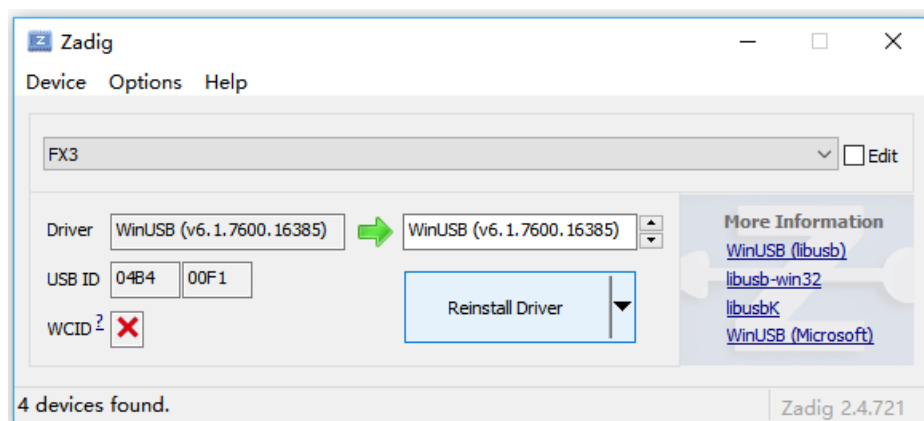 Zadig
Device Options Help
FX3
Edit
Driver WinUSB (v6.1.7600.16385) WinUSB (v6.1.7600.16385)
USB ID 04B4 00F1
WCID ?
Reinstall Driver
More Information
WinUSB (libusb)
libusb-win32
libusbK
WinUSB (Microsoft)
4 devices found.
Zadig 2.4.721